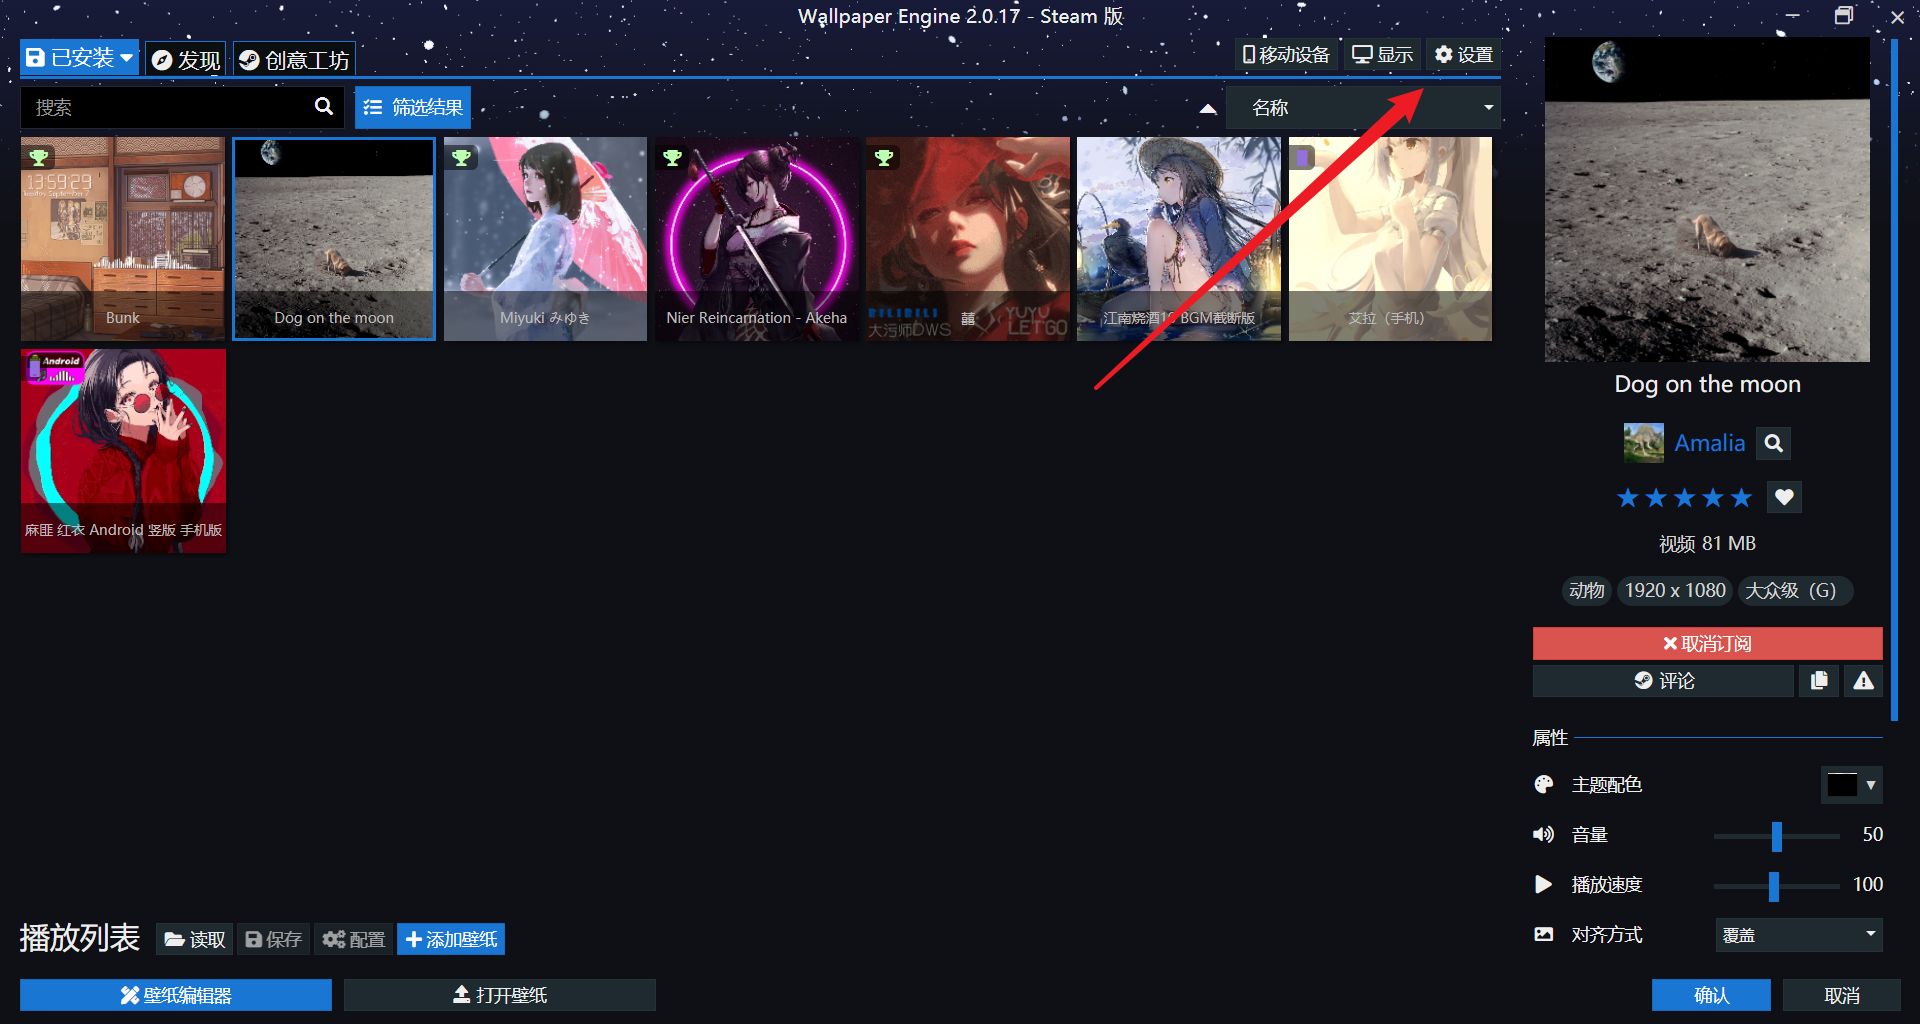 Wallpaper Engine 2.0.17 - Steam 版
已安装 发现 创意工坊 移动设备 显示 设置
搜索 筛选结果 名称
13:59:29
Bunk
Dog on the moon
Miyuki みゆき
Nier Reincarnation - Akeha
BILIBILI
大污师DWS
囍
YUYU
LETGO
江南烧酒1 BGM截断版
艾拉（手机）
Android
麻匪 红衣 Android 竖版 手机版
Dog on the moon
Amalia
视频 81 MB
动物 1920 x 1080 大众级（G）
取消订阅
评论
属性
主题配色
音量 50
播放速度 100
对齐方式 覆盖
播放列表 读取 保存 配置 添加壁纸
壁纸编辑器 打开壁纸 确认 取消